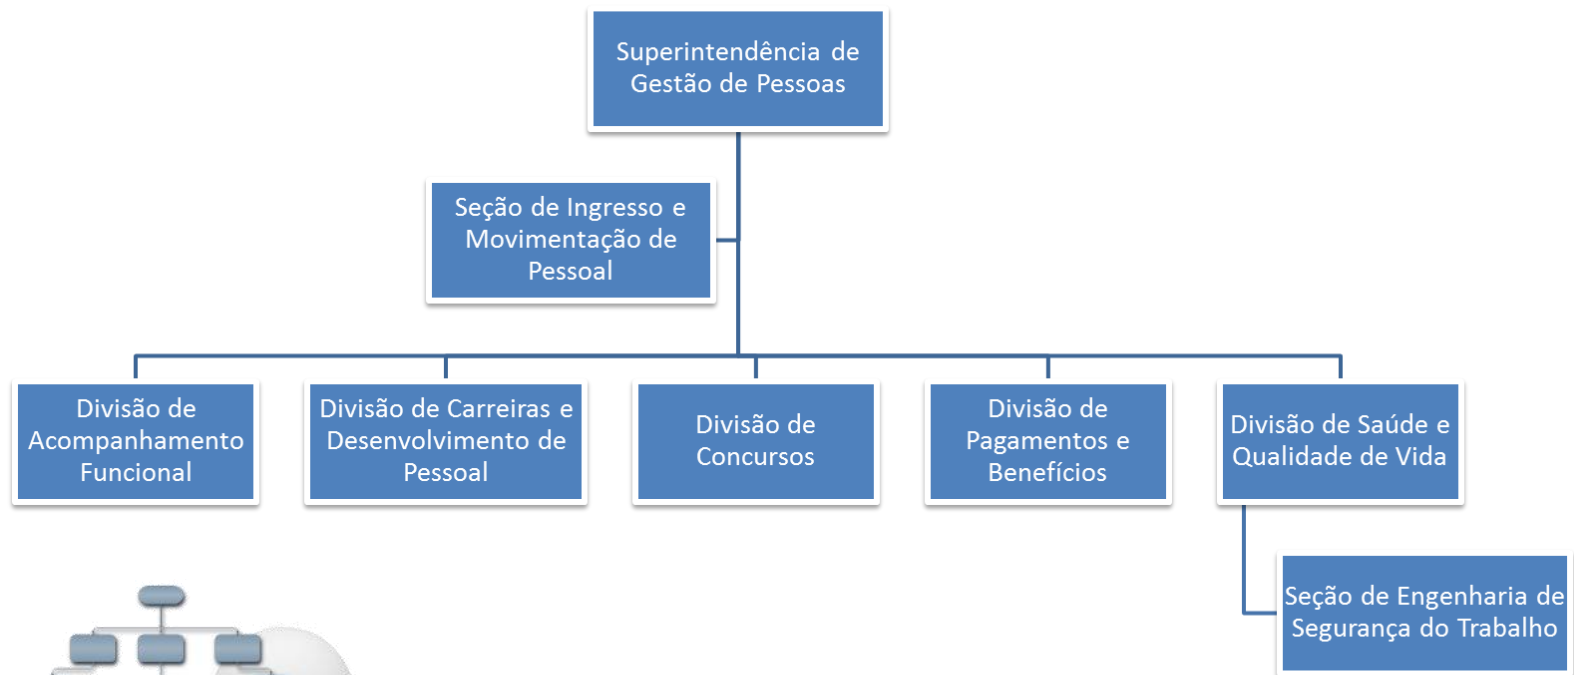 Superintendência de
Gestão de Pessoas
Seção de Ingresso e
Movimentação de
Pessoal
Divisão de
Acompanhamento
Funcional
Divisão de Carreiras e
Desenvolvimento de
Pessoal
Divisão de
Concursos
Divisão de
Pagamentos e
Benefícios
Divisão de Saúde e
Qualidade de Vida
Seção de Engenharia de
Segurança do Trabalho